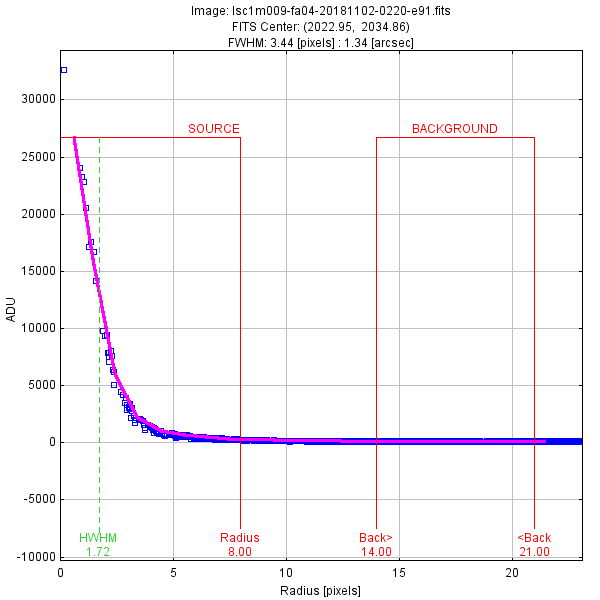 Image: lsc1m009-fa04-20181102-0220-e91.fits
FITS Center: (2022.95, 2034.86)
FWHM: 3.44 [pixels] : 1.34 [arcsec]
30000
SOURCE
BACKGROUND
25000
20000
15000
ADU
10000
5000
0
-5000
HWHM
Radius
Back>
<Back
1.72
8.00
14.00
21.00
-10000
0
5
10
15
20
Radius [pixels]